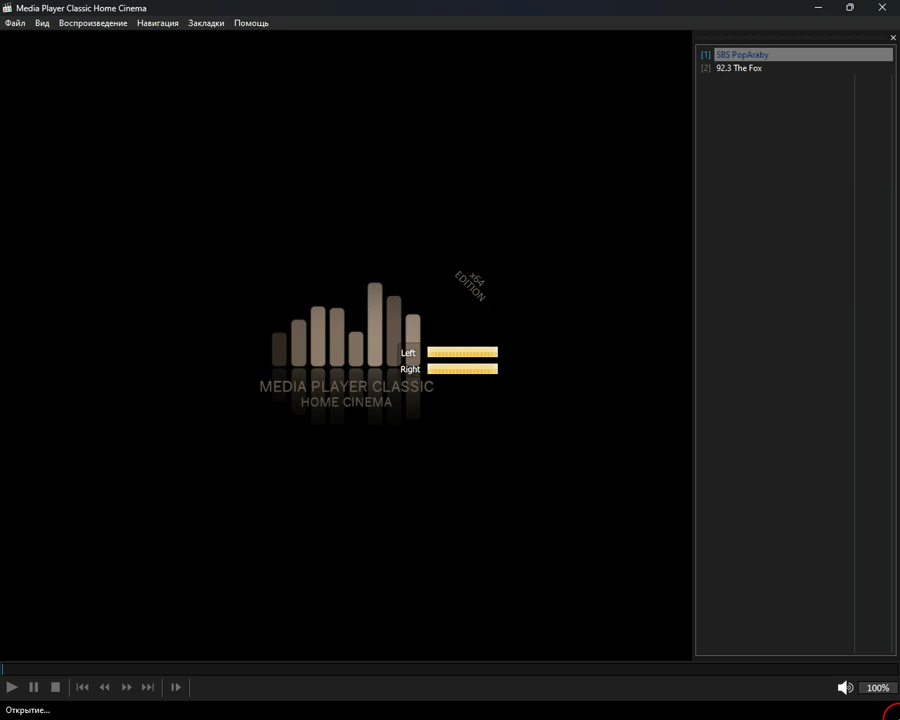 Media Player Classic Home Cinema
Файл Вид Воспроизведение Навигация Закладки Помощь
[1] SBS PopAraby
[2] 92.3 The Fox
x64
EDITION
Left
Right
MEDIA PLAYER CLASSIC
HOME CINEMA
100%
Открытие...